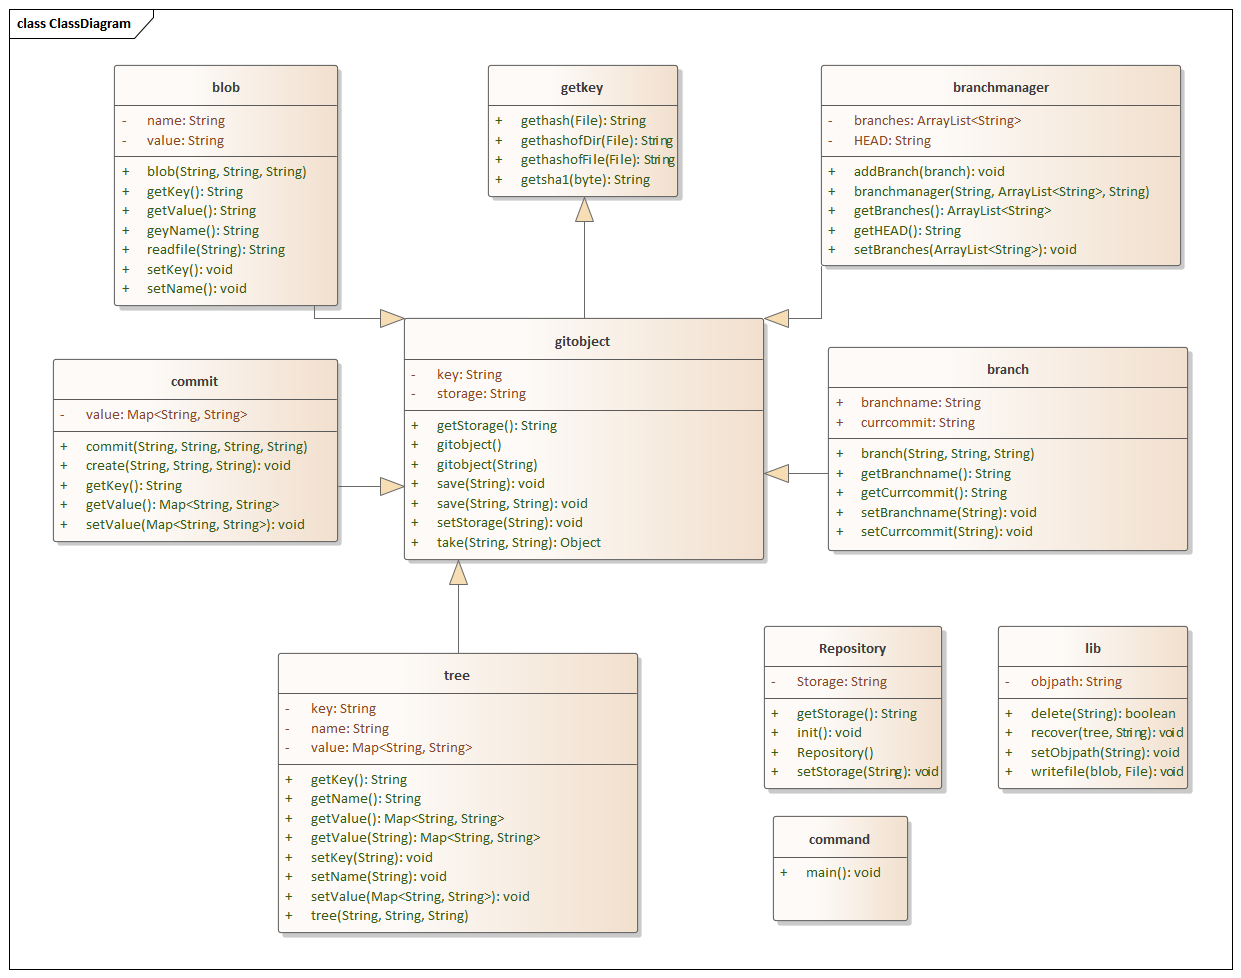 class ClassDiagram
blob
- name: String
- value: String
+ blob(String, String, String)
+ getKey(): String
+ getValue(): String
+ geyName(): String
+ readfile(String): String
+ setKey(): void
+ setName(): void
getkey
+ gethash(File): String
+ gethashofDir(File): String
+ gethashofFile(File): String
+ getsha1(byte): String
branchmanager
- branches: ArrayList<String>
- HEAD: String
+ addBranch(branch): void
+ branchmanager(String, ArrayList<String>, String)
+ getBranches(): ArrayList<String>
+ getHEAD(): String
+ setBranches(ArrayList<String>): void
commit
- value: Map<String, String>
+ commit(String, String, String, String)
+ create(String, String, String): void
+ getKey(): String
+ getValue(): Map<String, String>
+ setValue(Map<String, String>): void
gitobject
- key: String
- storage: String
+ getStorage(): String
+ gitobject()
+ gitobject(String)
+ save(String): void
+ save(String, String): void
+ setStorage(String): void
+ take(String, String): Object
branch
+ branchname: String
+ currcommit: String
+ branch(String, String, String)
+ getBranchname(): String
+ getCurrcommit(): String
+ setBranchname(String): void
+ setCurrcommit(String): void
tree
- key: String
- name: String
- value: Map<String, String>
+ getKey(): String
+ getName(): String
+ getValue(): Map<String, String>
+ getValue(String): Map<String, String>
+ setKey(String): void
+ setName(String): void
+ setValue(Map<String, String>): void
+ tree(String, String, String)
Repository
- Storage: String
+ getStorage(): String
+ init(): void
+ Repository()
+ setStorage(String): void
lib
- objpath: String
+ delete(String): boolean
+ recover(tree, String): void
+ setObjpath(String): void
+ writefile(blob, File): void
command
+ main(): void